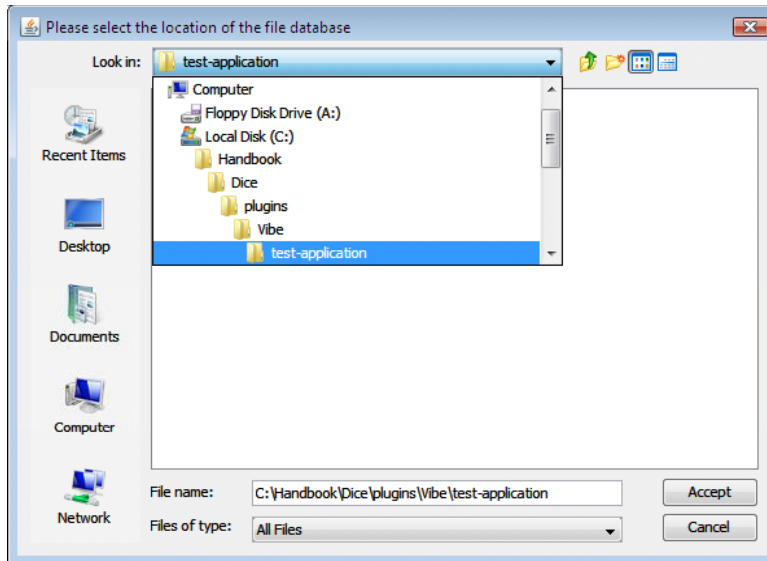 Please select the location of the file database
Look in: test-application
Computer
Floppy Disk Drive (A:)
Local Disk (C:)
Handbook
Dice
plugins
Vibe
test-application
Recent Items
Desktop
Documents
Computer
Network
File name: C:\Handbook\Dice\plugins\Vibe\test-application
Accept
Files of type: All Files
Cancel